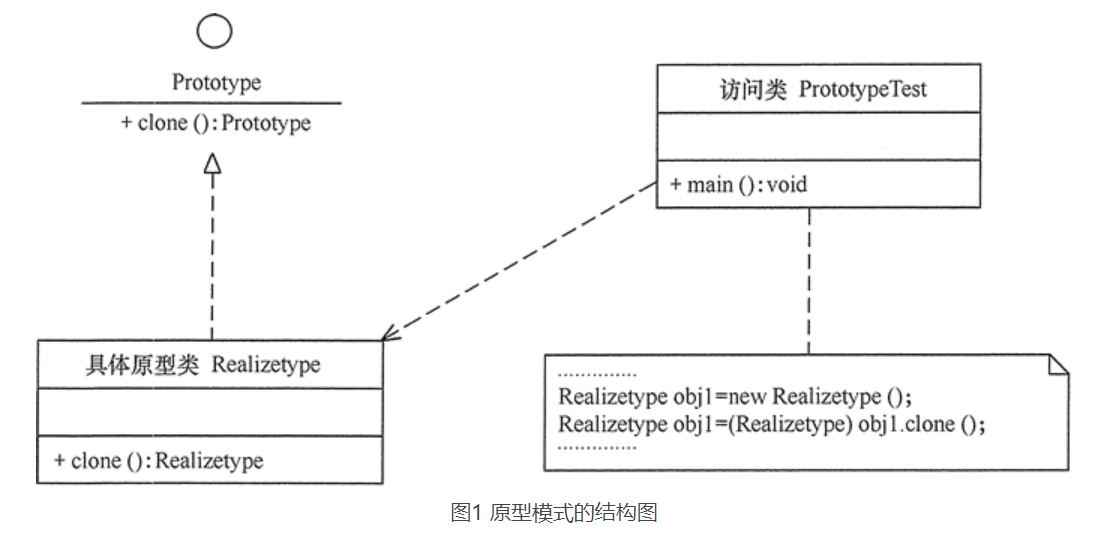 Prototype
+ clone ():Prototype
访问类 PrototypeTest
+ main ():void
具体原型类 Realizetype
+ clone ():Realizetype
..............
Realizetype obj1=new Realizetype ();
Realizetype obj1=(Realizetype) obj1.clone ();
..............
图1 原型模式的结构图